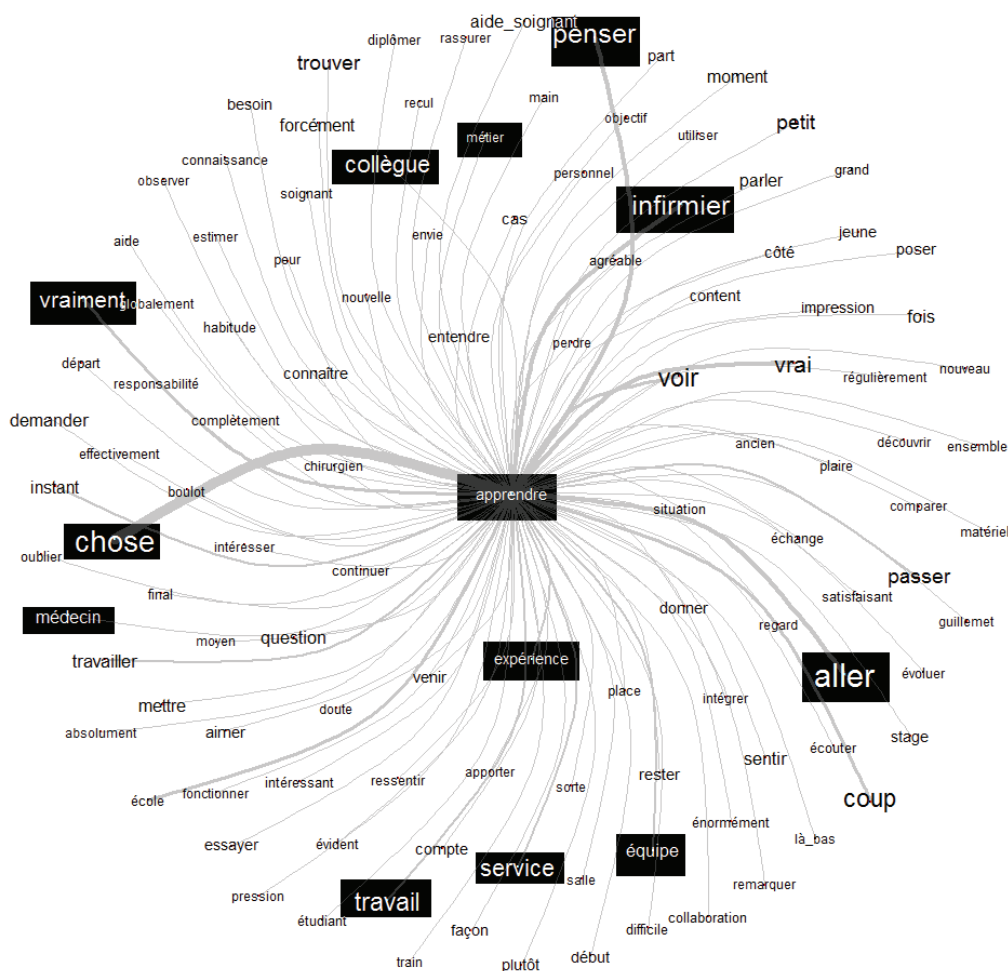 aide_soignant
penser
diplômer
rassurer
part
trouver
moment
besoin
recul
main
objectif
forcément
petit
métier
utiliser
connaissance
collègue
personnel
parler
grand
observer
soignant
infirmier
cas
jeune
aide
estimer
envie
côté
poser
peur
agréable
vraiment
globalement
nouvelle
content
impression
fois
habitude
entendre
perdre
départ
connaître
voir
vrai
nouveau
responsabilité
régulièrement
demander
complètement
ancien
découvrir
ensemble
effectivement
chirurgien
plaire
instant
boulot
apprendre
situation
comparer
matériel
chose
intéresser
échange
oublier
continuer
passer
final
donner
satisfaisant
médecin
moyen
question
regard
guillemet
travailler
expérience
venir
aller
évoluer
mettre
doute
place
intégrer
absolument
aimer
stage
écouter
école
fonctionner
intéressant
ressentir
apporter
sorte
rester
sentir
coup
essayer
évident
compte
énormément
là_bas
équipe
service
salle
pression
travail
remarquer
étudiant
façon
difficile
collaboration
train
plutôt
début